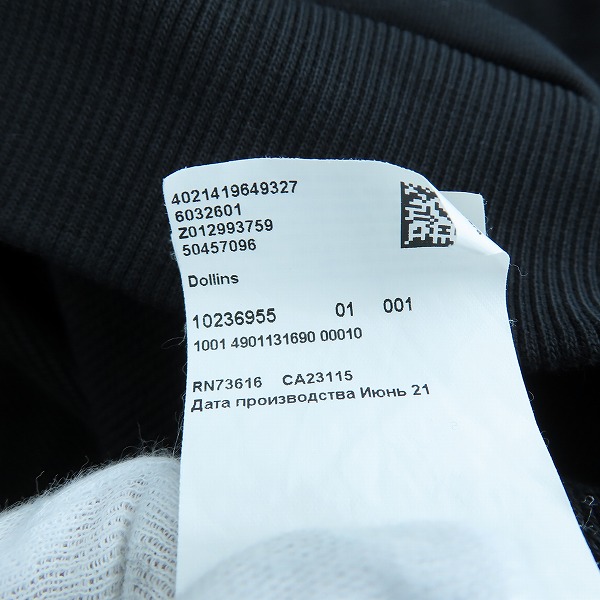 4021419649327
6032601
Z012993759
50457096
Dollins
10236955 01 001
1001 4901131690 00010
RN73616 CA23115
Дата производства Июнь 21